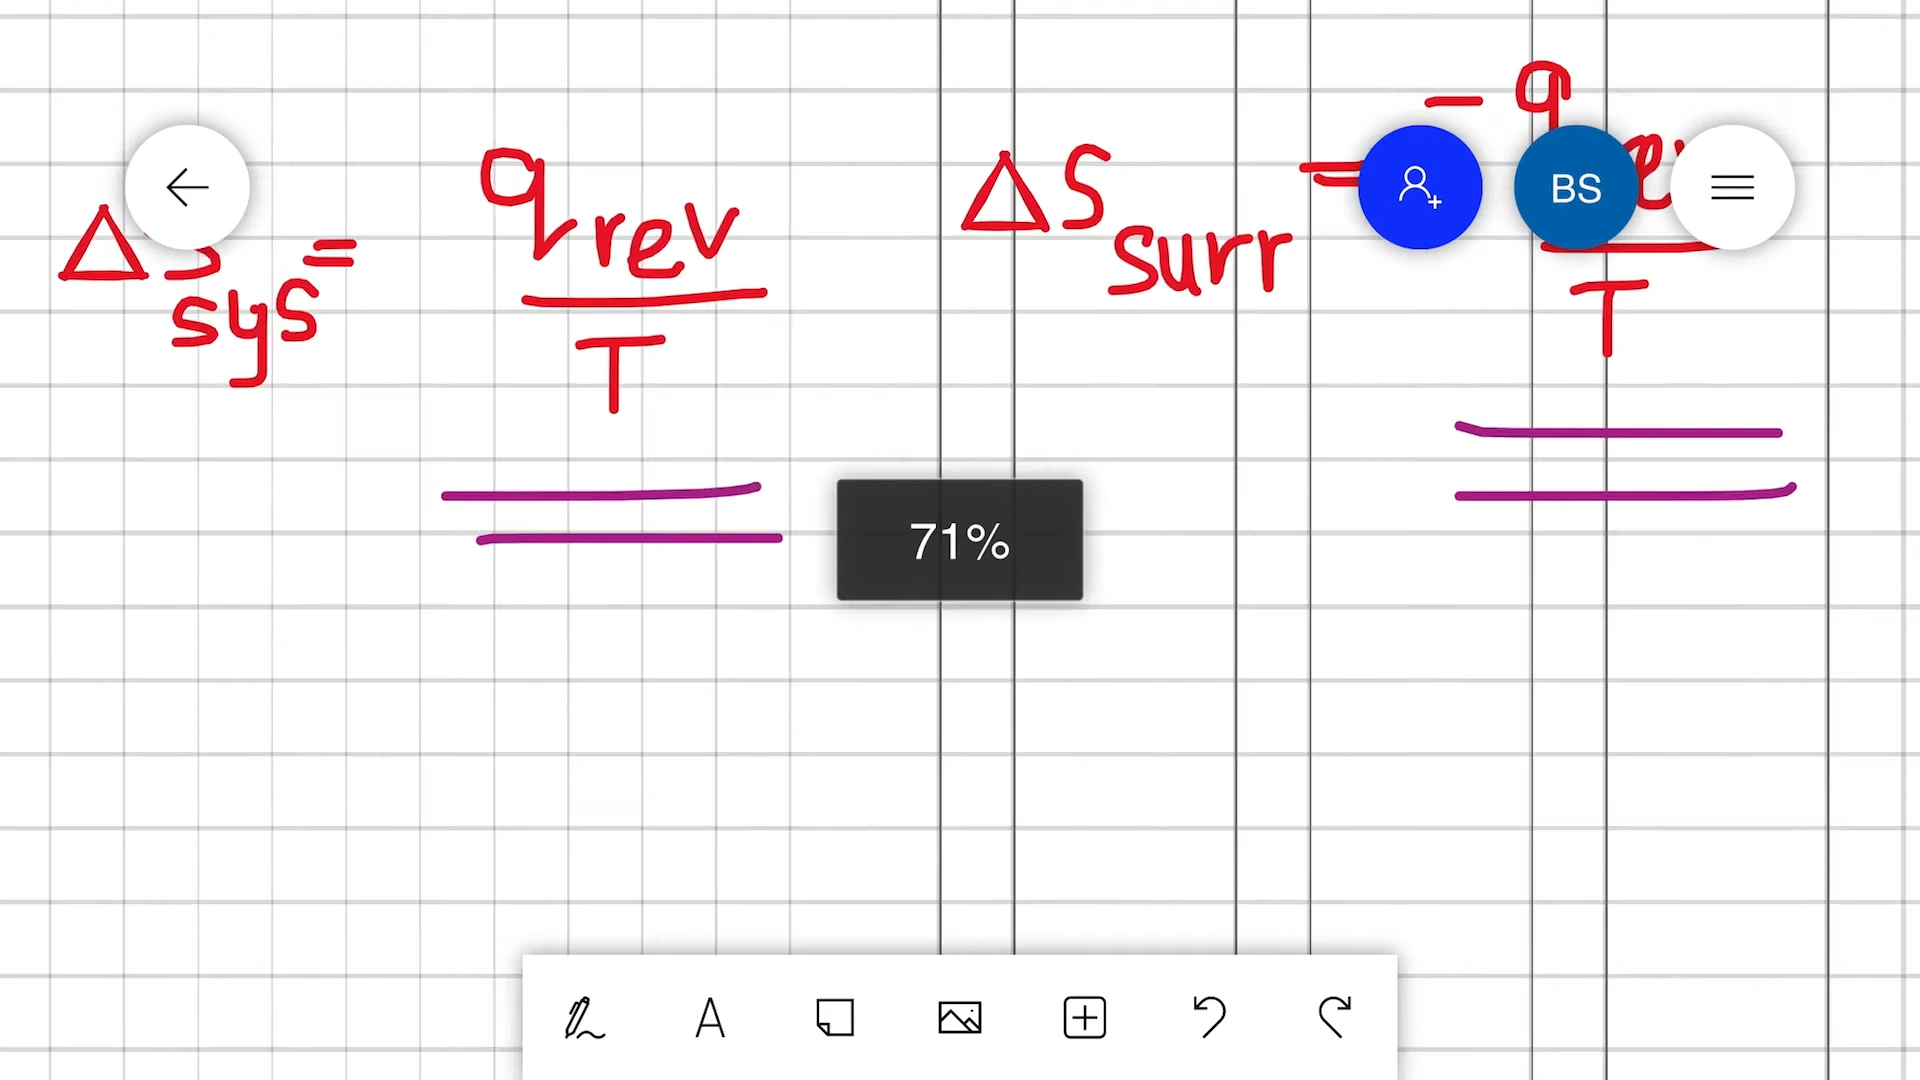 ΔS sys = q rev / T
ΔS surr = - q / T
BS
71%
A